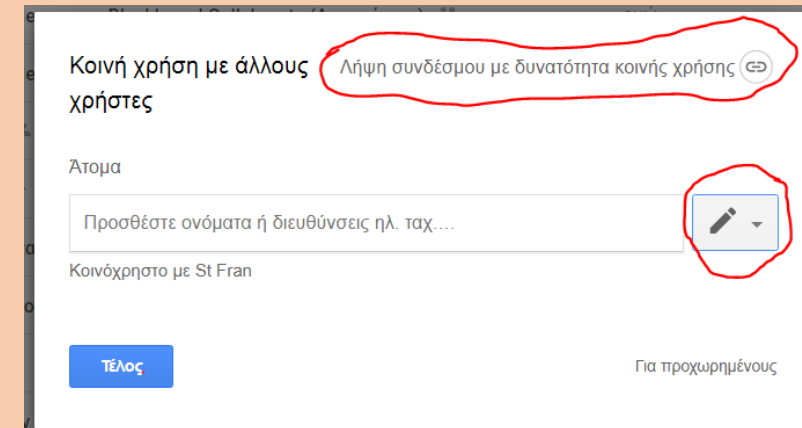 Κοινή χρήση με άλλους
χρήστες
Λήψη συνδέσμου με δυνατότητα κοινής χρήσης
Άτομα
Προσθέστε ονόματα ή διευθύνσεις ηλ. ταχ....
Κοινόχρηστο με St Fran
Τέλος
Για προχωρημένους